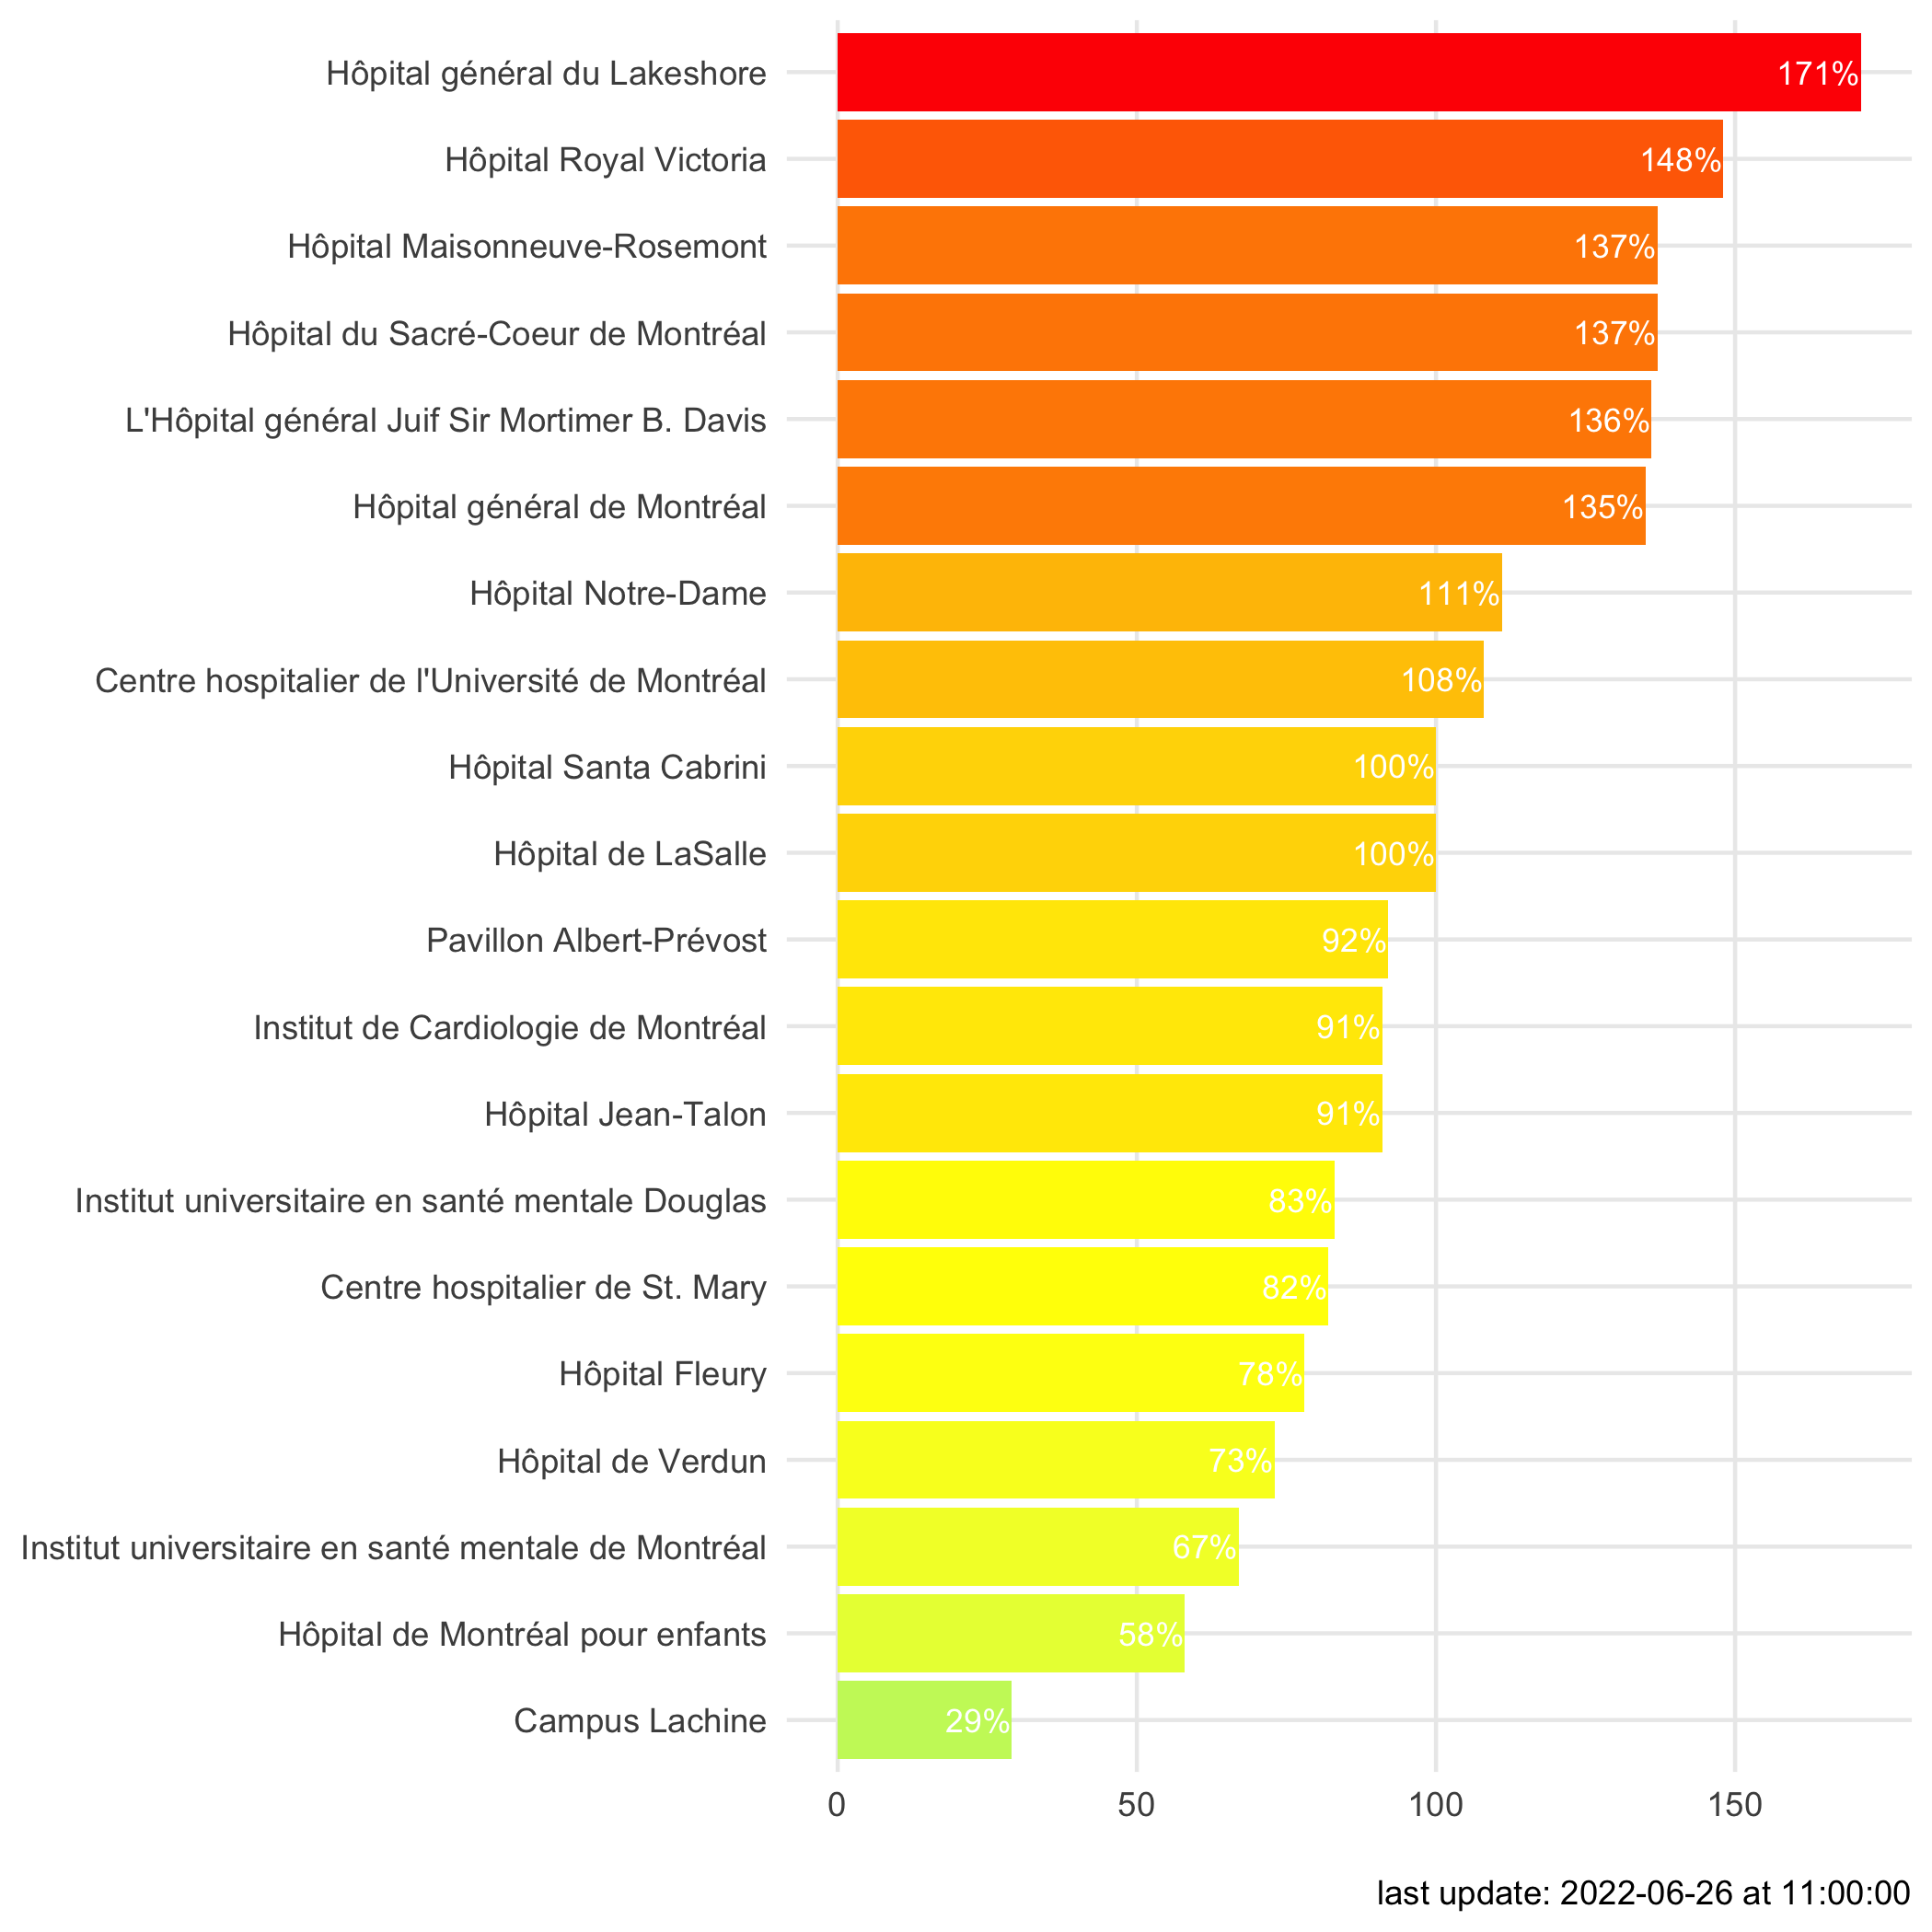 Hôpital général du Lakeshore 171%
Hôpital Royal Victoria 148%
Hôpital Maisonneuve-Rosemont 137%
Hôpital du Sacré-Coeur de Montréal 137%
L'Hôpital général Juif Sir Mortimer B. Davis 136%
Hôpital général de Montréal 135%
Hôpital Notre-Dame 111%
Centre hospitalier de l'Université de Montréal 108%
Hôpital Santa Cabrini 100%
Hôpital de LaSalle 100%
Pavillon Albert-Prévost 92%
Institut de Cardiologie de Montréal 91%
Hôpital Jean-Talon 91%
Institut universitaire en santé mentale Douglas 83%
Centre hospitalier de St. Mary 82%
Hôpital Fleury 78%
Hôpital de Verdun 73%
Institut universitaire en santé mentale de Montréal 67%
Hôpital de Montréal pour enfants 58%
Campus Lachine 29%
0 50 100 150
last update: 2022-06-26 at 11:00:00